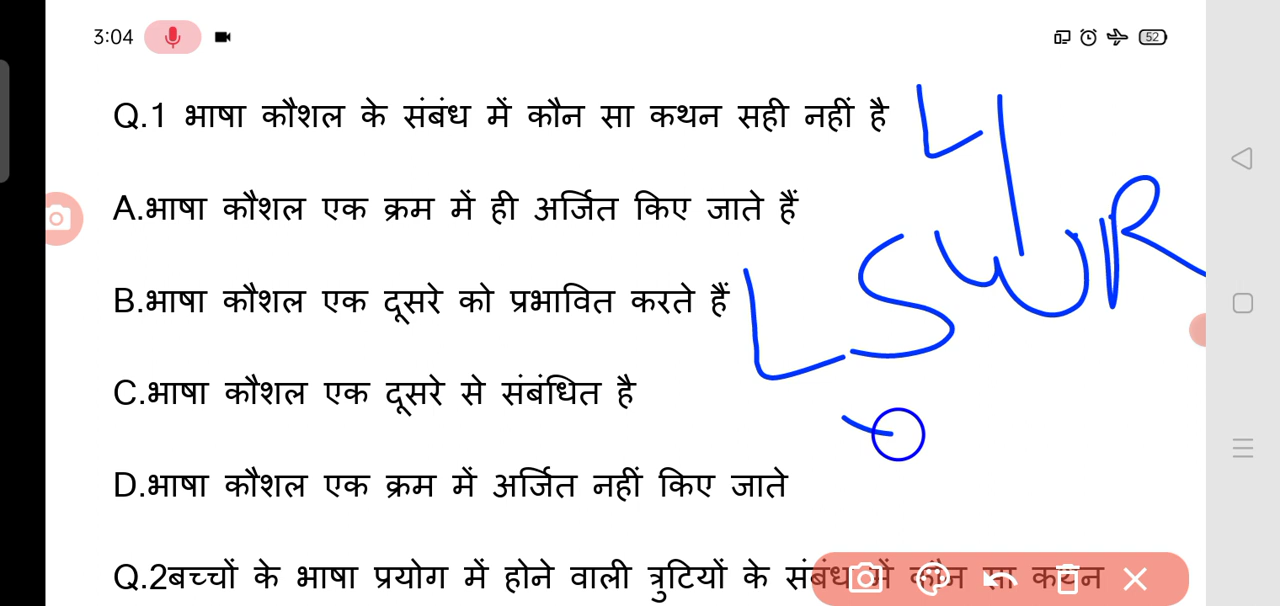 3:04
52
Q.1 भाषा कौशल के संबंध में कौन सा कथन सही नहीं है
L
A.भाषा कौशल एक क्रम में ही अर्जित किए जाते हैं
B.भाषा कौशल एक दूसरे को प्रभावित करते हैं
LSWR
C.भाषा कौशल एक दूसरे से संबंधित है
D.भाषा कौशल एक क्रम में अर्जित नहीं किए जाते
Q.2बच्चों के भाषा प्रयोग में होने वाली त्रुटियों के संबंध में कौन सा कथन